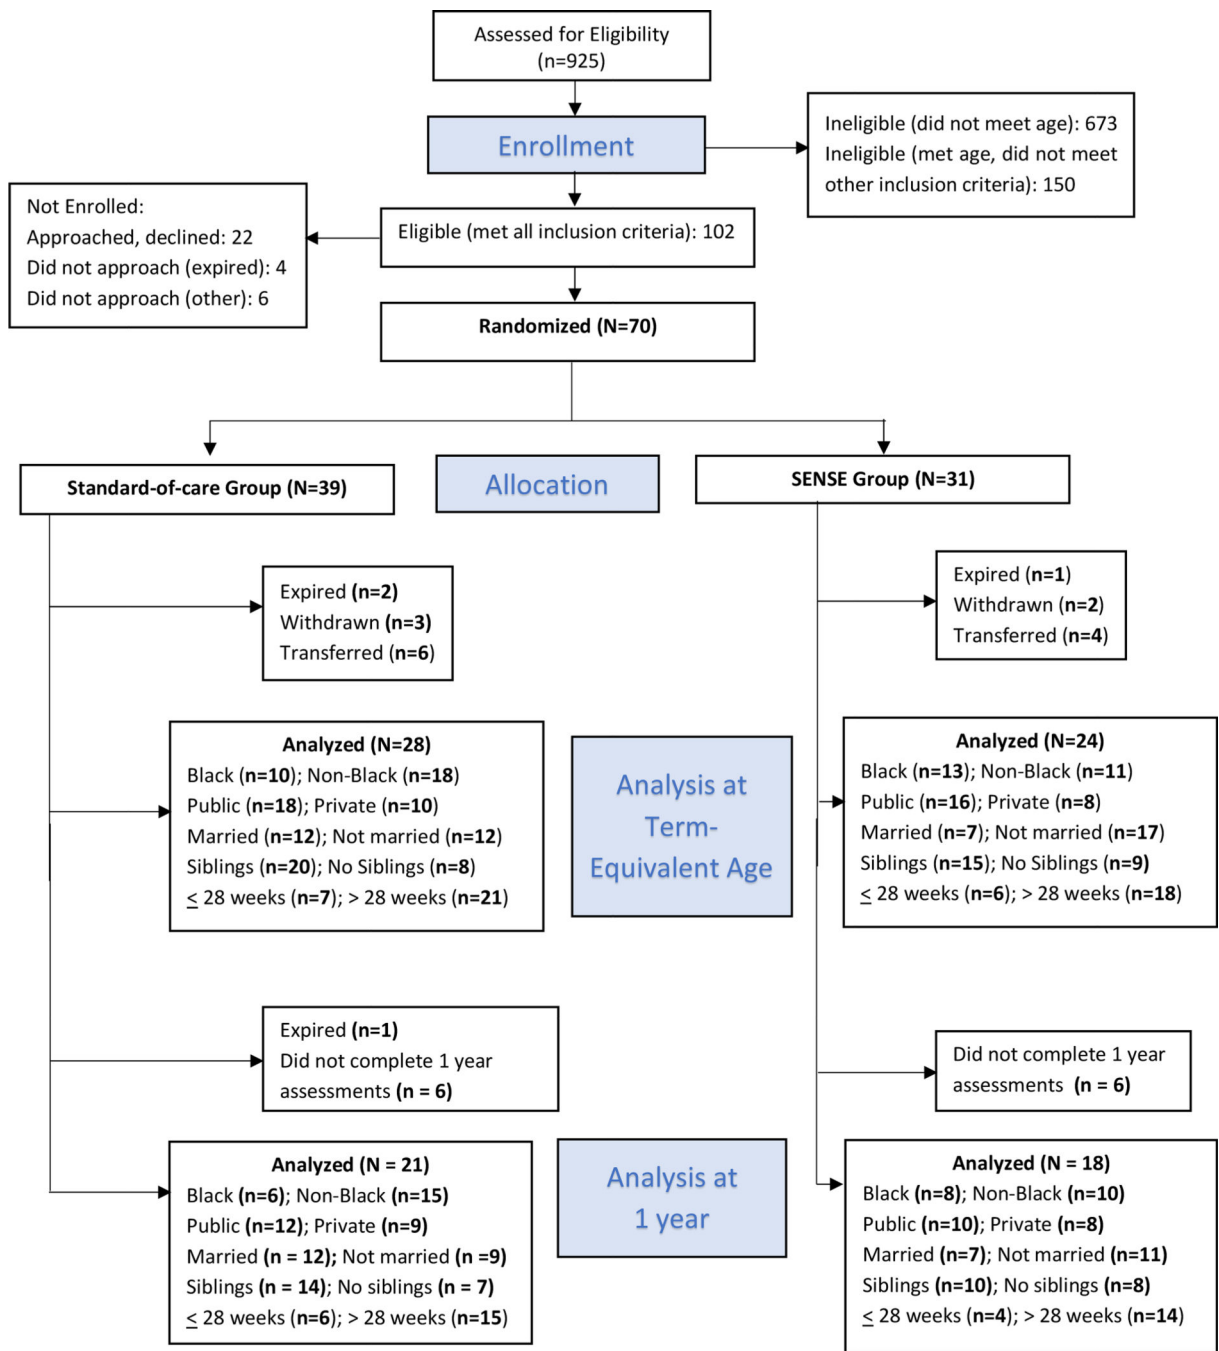 Assessed for Eligibility
(n=925)
Enrollment
Ineligible (did not meet age): 673
Ineligible (met age, did not meet
other inclusion criteria): 150
Not Enrolled:
Approached, declined: 22
Did not approach (expired): 4
Did not approach (other): 6
Eligible (met all inclusion criteria): 102
Randomized (N=70)
Standard-of-care Group (N=39)
Allocation
SENSE Group (N=31)
Expired (n=2)
Withdrawn (n=3)
Transferred (n=6)
Expired (n=1)
Withdrawn (n=2)
Transferred (n=4)
Analyzed (N=28)
Black (n=10); Non-Black (n=18)
Public (n=18); Private (n=10)
Married (n=12); Not married (n=12)
Siblings (n=20); No Siblings (n=8)
≤ 28 weeks (n=7); > 28 weeks (n=21)
Analysis at
Term-
Equivalent Age
Analyzed (N=24)
Black (n=13); Non-Black (n=11)
Public (n=16); Private (n=8)
Married (n=7); Not married (n=17)
Siblings (n=15); No Siblings (n=9)
≤ 28 weeks (n=6); > 28 weeks (n=18)
Expired (n=1)
Did not complete 1 year
assessments (n = 6)
Did not complete 1 year
assessments (n = 6)
Analyzed (N = 21)
Black (n=6); Non-Black (n=15)
Public (n=12); Private (n=9)
Married (n = 12); Not married (n =9)
Siblings (n = 14); No siblings (n = 7)
≤ 28 weeks (n=6); > 28 weeks (n=15)
Analysis at
1 year
Analyzed (N = 18)
Black (n=8); Non-Black (n=10)
Public (n=10); Private (n=8)
Married (n=7); Not married (n=11)
Siblings (n=10); No siblings (n=8)
≤ 28 weeks (n=4); > 28 weeks (n=14)